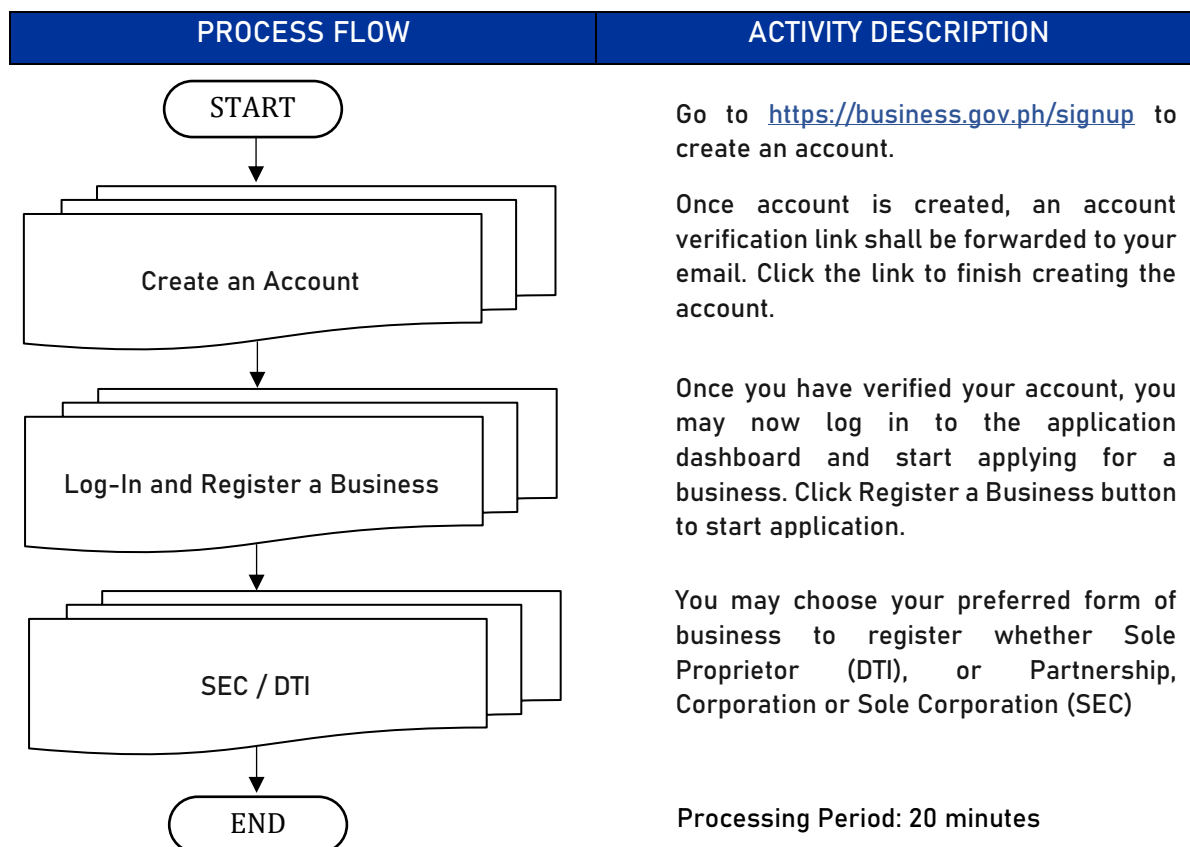 PROCESS FLOW
ACTIVITY DESCRIPTION
START
Go to https://business.gov.ph/signup to
create an account.
Create an Account
Once account is created, an account
verification link shall be forwarded to your
email. Click the link to finish creating the
account.
Log-In and Register a Business
Once you have verified your account, you
may now log in to the application
dashboard and start applying for a
business. Click Register a Business button
to start application.
SEC / DTI
You may choose your preferred form of
business to register whether Sole
Proprietor (DTI), or Partnership,
Corporation or Sole Corporation (SEC)
END
Processing Period: 20 minutes